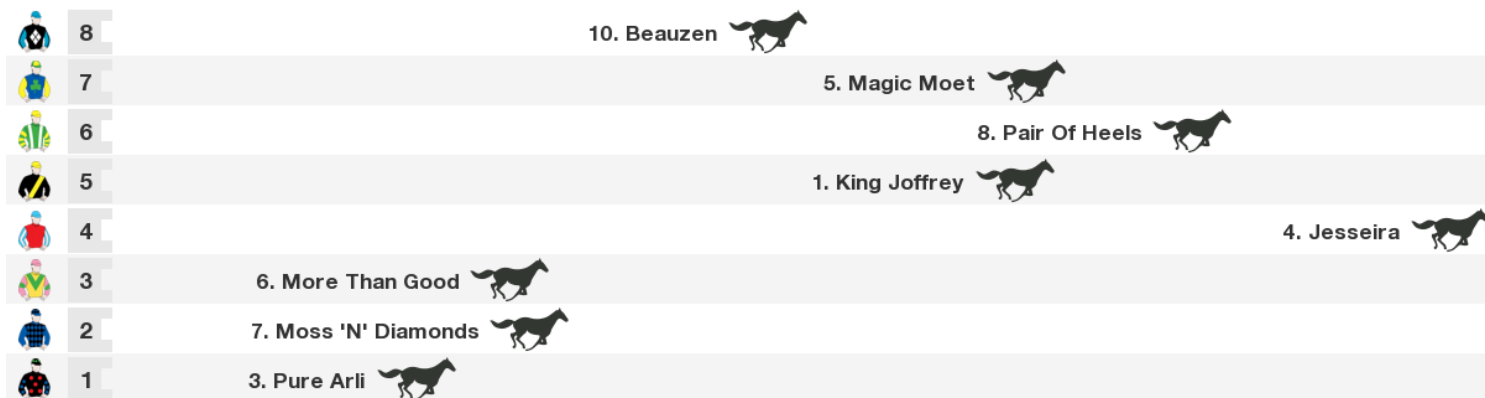 8 10. Beauzen
7 5. Magic Moet
6 8. Pair Of Heels
5 1. King Joffrey
4 4. Jesseira
3 6. More Than Good
2 7. Moss 'N' Diamonds
1 3. Pure Arli